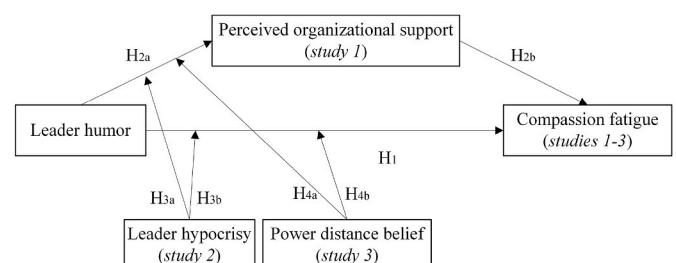 Perceived organizational support
(study 1)
H2a
H2b
Leader humor
Compassion fatigue
(studies 1-3)
H1
H3a
H3b
H4a
H4b
Leader hypocrisy
(study 2)
Power distance belief
(study 3)